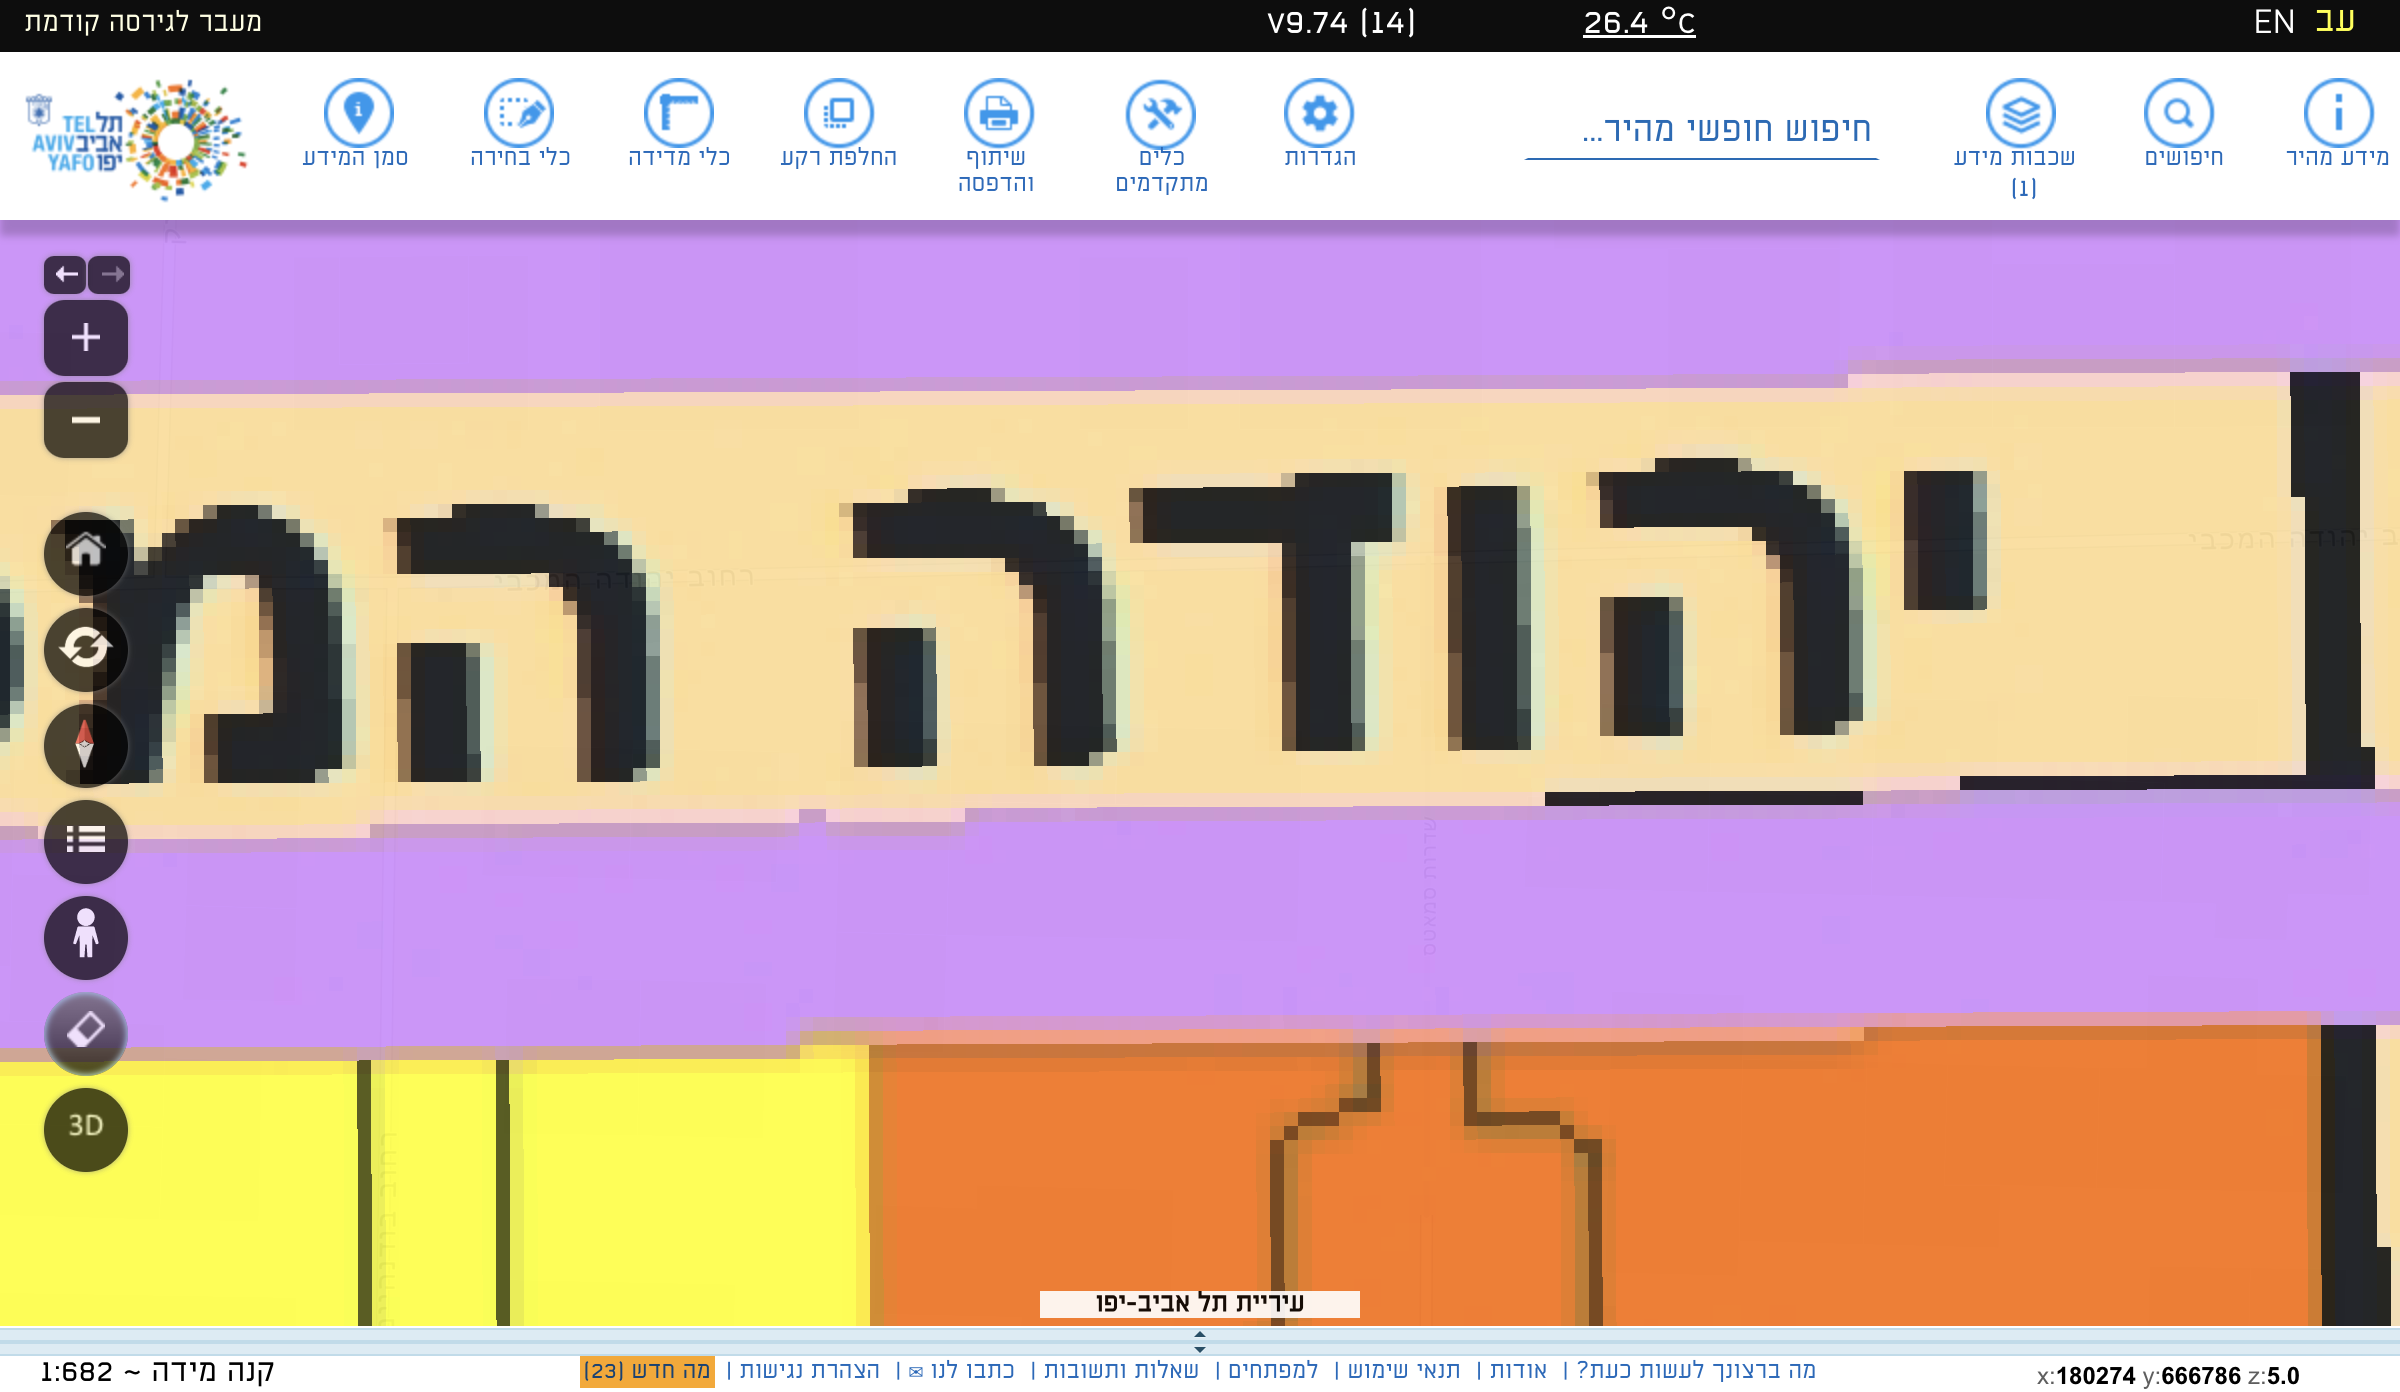 עב EN
26.4 °c
V9.74 (14)
מעבר לגירסה קודמת
מידע מהיר
חיפושים
שכבות מידע
(1)
חיפוש חופשי מהיר...
הגדרות
כלים
מתקדמים
שיתוף
והדפסה
החלפת רקע
כלי מדידה
כלי בחירה
סמן המידע
תל TEL
אביב AVIV
יפו YAFO
יהודה המ
רחוב יהודה המכבי
ב יהודה המכבי
שדרות סמאטס
3D
עיריית תל אביב-יפו
מה ברצונך לעשות כעת? | אודות | תנאי שימוש | למפתחים | שאלות ותשובות | כתבו לנו ✉ | הצהרת נגישות | מה חדש (23)
x:180274 y:666786 z:5.0
קנה מידה ~ 1:682